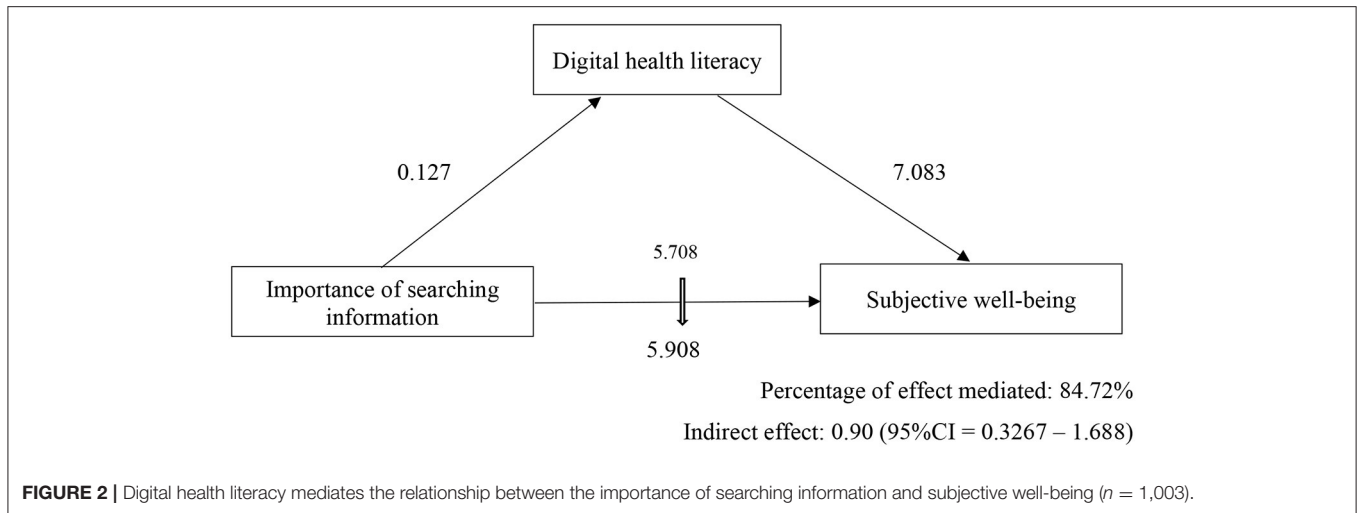 Digital health literacy
0.127
7.083
5.708
Importance of searching
information
Subjective well-being
5.908
Percentage of effect mediated: 84.72%
Indirect effect: 0.90 (95%CI = 0.3267 – 1.688)
FIGURE 2 | Digital health literacy mediates the relationship between the importance of searching information and subjective well-being (n = 1,003).